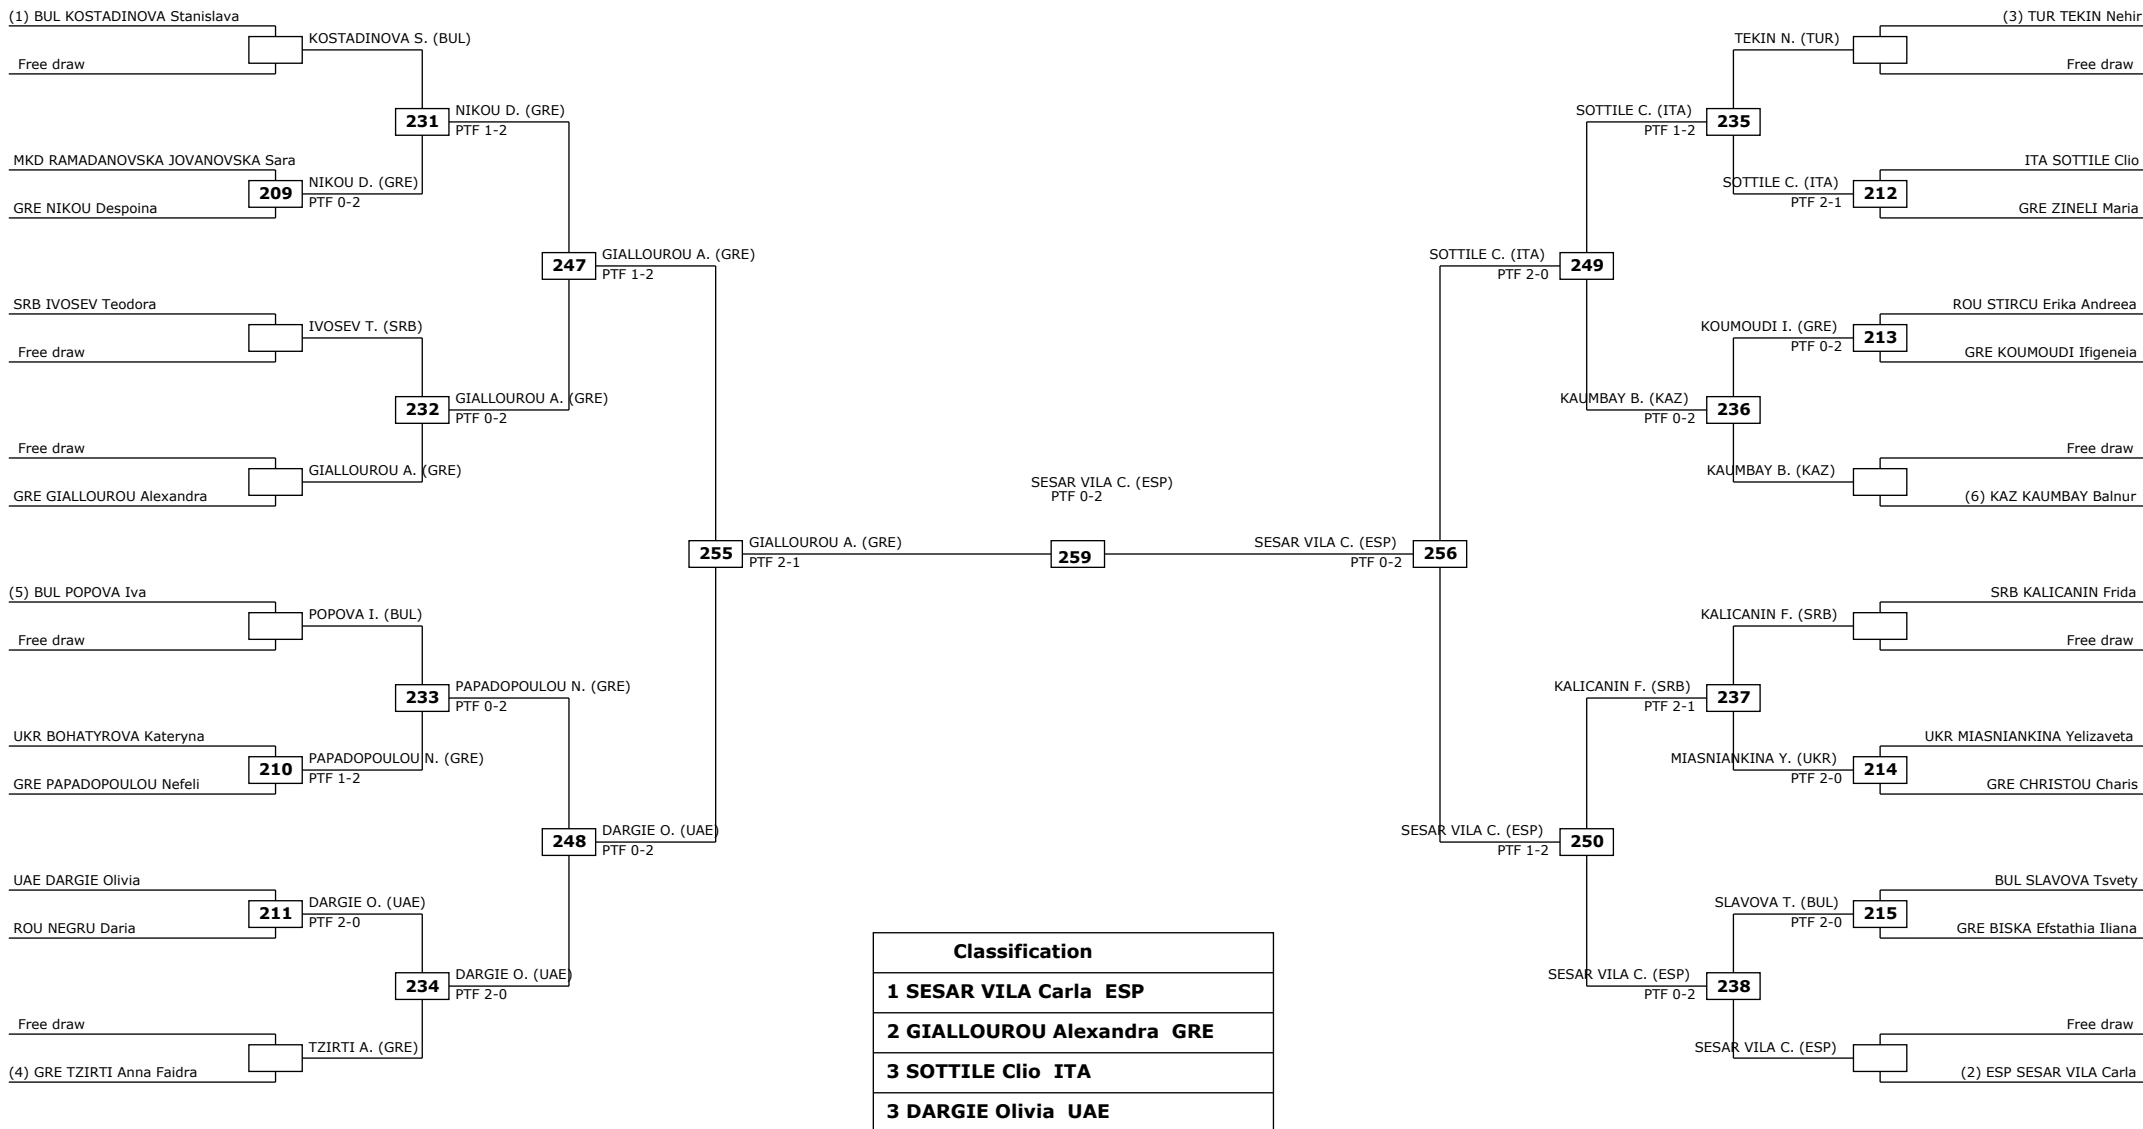 (1) BUL KOSTADINOVA Stanislava
KOSTADINOVA S. (BUL)
Free draw
231
NIKOU D. (GRE)
PTF 1-2
MKD RAMADANOVSKA JOVANOVSKA Sara
209
NIKOU D. (GRE)
PTF 0-2
GRE NIKOU Despoina
247
GIALLOUROU A. (GRE)
PTF 1-2
SRB IVOSEV Teodora
IVOSEV T. (SRB)
Free draw
232
GIALLOUROU A. (GRE)
PTF 0-2
Free draw
GIALLOUROU A. (GRE)
GRE GIALLOUROU Alexandra
255
GIALLOUROU A. (GRE)
PTF 2-1
(5) BUL POPOVA Iva
POPOVA I. (BUL)
Free draw
233
PAPADOPOULOU N. (GRE)
PTF 0-2
UKR BOHATYROVA Kateryna
210
PAPADOPOULOU N. (GRE)
PTF 1-2
GRE PAPADOPOULOU Nefeli
248
DARGIE O. (UAE)
PTF 0-2
UAE DARGIE Olivia
211
DARGIE O. (UAE)
PTF 2-0
ROU NEGRU Daria
234
DARGIE O. (UAE)
PTF 2-0
Free draw
TZIRTI A. (GRE)
(4) GRE TZIRTI Anna Faidra
SESAR VILA C. (ESP)
PTF 0-2
259
(3) TUR TEKIN Nehir
TEKIN N. (TUR)
Free draw
SOTTILE C. (ITA)
PTF 1-2
235
ITA SOTTILE Clio
SOTTILE C. (ITA)
PTF 2-1
212
GRE ZINELI Maria
SOTTILE C. (ITA)
PTF 2-0
249
ROU STIRCU Erika Andreea
KOUMOUDI I. (GRE)
PTF 0-2
213
GRE KOUMOUDI Ifigeneia
KAUMBAY B. (KAZ)
PTF 0-2
236
Free draw
KAUMBAY B. (KAZ)
(6) KAZ KAUMBAY Balnur
SESAR VILA C. (ESP)
PTF 0-2
256
SRB KALICANIN Frida
KALICANIN F. (SRB)
Free draw
KALICANIN F. (SRB)
PTF 2-1
237
UKR MIASNIANKINA Yelizaveta
MIASNIANKINA Y. (UKR)
PTF 2-0
214
GRE CHRISTOU Charis
SESAR VILA C. (ESP)
PTF 1-2
250
BUL SLAVOVA Tsvety
SLAVOVA T. (BUL)
PTF 2-0
215
GRE BISKA Efstathia Iliana
SESAR VILA C. (ESP)
PTF 0-2
238
Free draw
SESAR VILA C. (ESP)
(2) ESP SESAR VILA Carla
Classification
1 SESAR VILA Carla ESP
2 GIALLOUROU Alexandra GRE
3 SOTTILE Clio ITA
3 DARGIE Olivia UAE